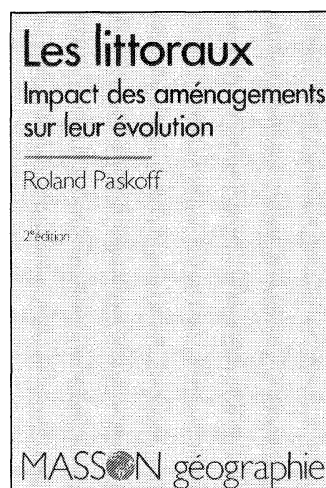 Les littoraux
Impact des aménagements
sur leur évolution
Roland Paskoff
2e édition
MASSON géographie